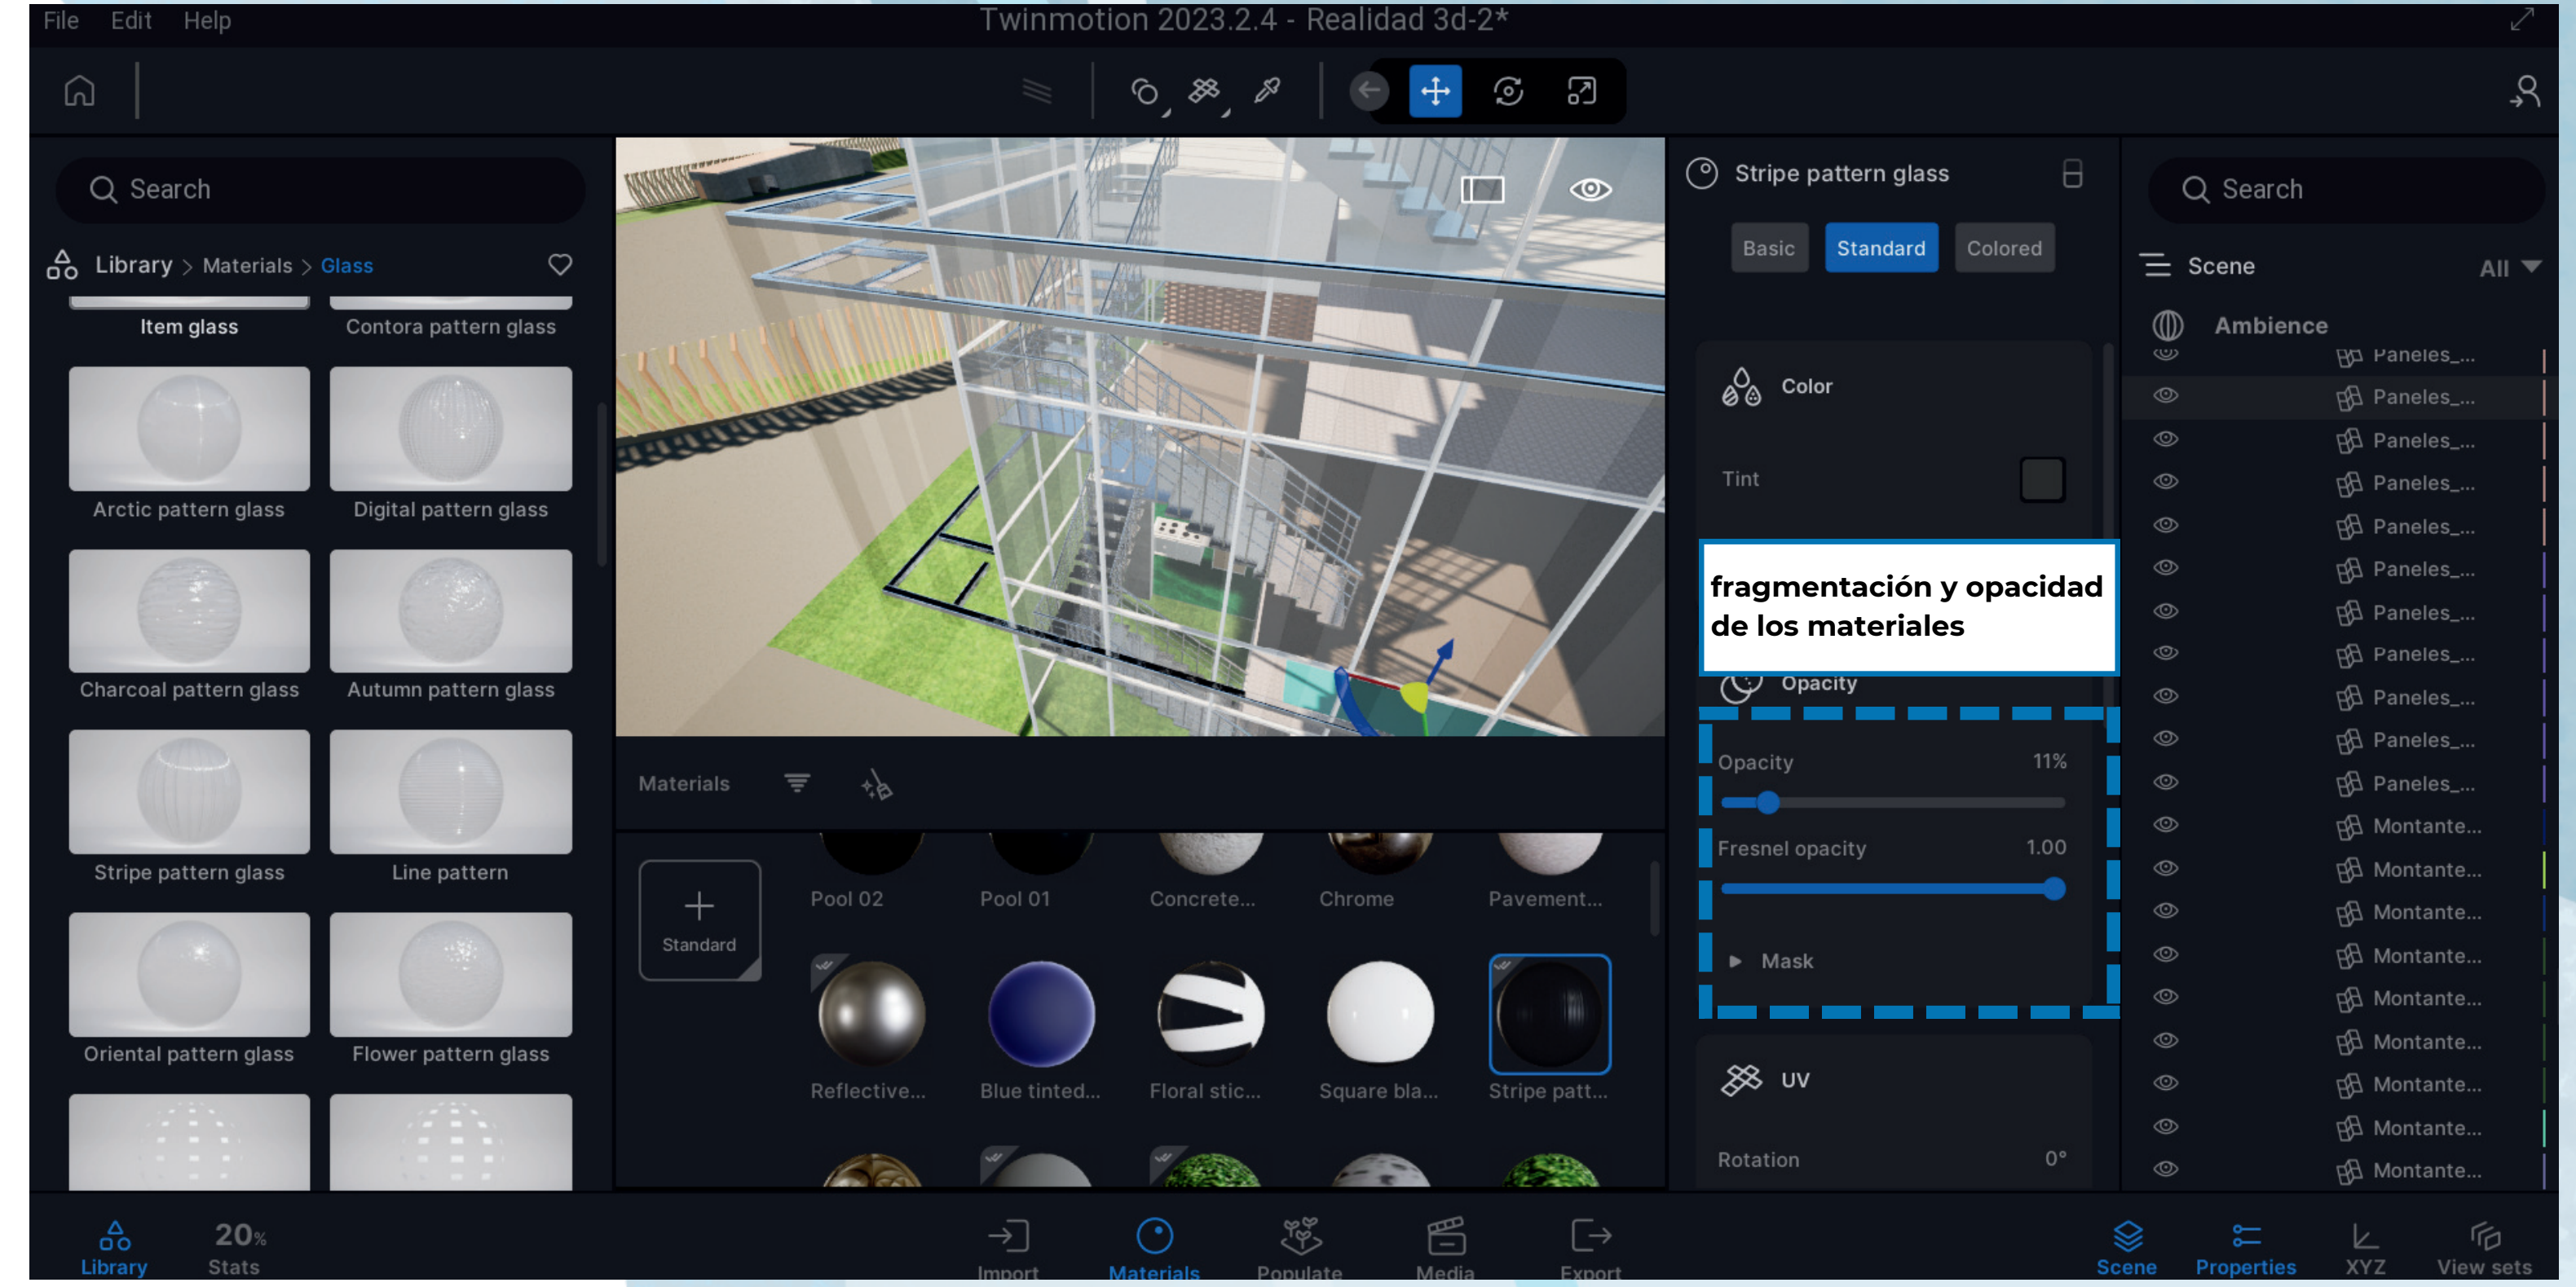 File Edit Help
Twinmotion 2023.2.4 - Realidad 3d-2*
Search
Library > Materials > Glass
Item glass
Contora pattern glass
Arctic pattern glass
Digital pattern glass
Charcoal pattern glass
Autumn pattern glass
Stripe pattern glass
Line pattern
Oriental pattern glass
Flower pattern glass
Materials
Standard
Pool 02
Pool 01
Concrete...
Chrome
Pavement...
Reflective...
Blue tinted...
Floral stic...
Square bla...
Stripe patt...
Stripe pattern glass
Basic Standard Colored
Color
Tint
fragmentación y opacidad
de los materiales
Opacity
Opacity 11%
Fresnel opacity 1.00
Mask
UV
Rotation 0°
Search
Scene All
Ambience
Paneles_...
Paneles_...
Paneles_...
Paneles_...
Paneles_...
Paneles_...
Paneles_...
Paneles_...
Paneles_...
Paneles_...
Paneles_...
Montante...
Montante...
Montante...
Montante...
Montante...
Montante...
Montante...
Montante...
Montante...
Library
20%
Stats
Import
Materials
Populate
Media
Export
Scene
Properties
XYZ
View sets